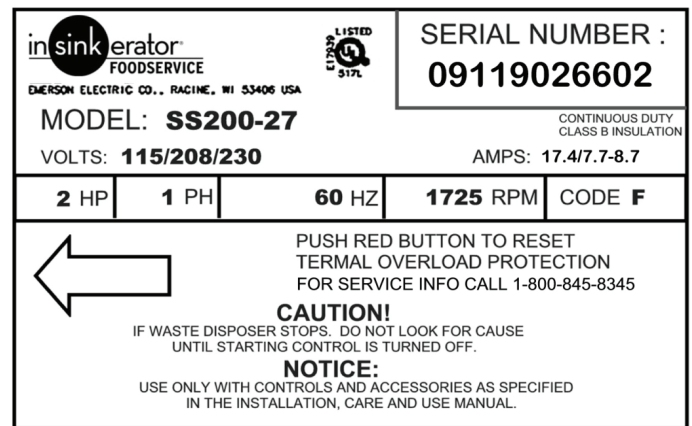 insinkerator
FOODSERVICE
EMERSON ELECTRIC CO., RACINE, WI 53406 USA
LISTED
UL
E17939
517L
SERIAL NUMBER :
09119026602
MODEL: SS200-27
CONTINUOUS DUTY
CLASS B INSULATION
VOLTS: 115/208/230
AMPS: 17.4/7.7-8.7
2 HP
1 PH
60 HZ
1725 RPM
CODE F
PUSH RED BUTTON TO RESET
TERMAL OVERLOAD PROTECTION
FOR SERVICE INFO CALL 1-800-845-8345
CAUTION!
IF WASTE DISPOSER STOPS. DO NOT LOOK FOR CAUSE
UNTIL STARTING CONTROL IS TURNED OFF.
NOTICE:
USE ONLY WITH CONTROLS AND ACCESSORIES AS SPECIFIED
IN THE INSTALLATION, CARE AND USE MANUAL.